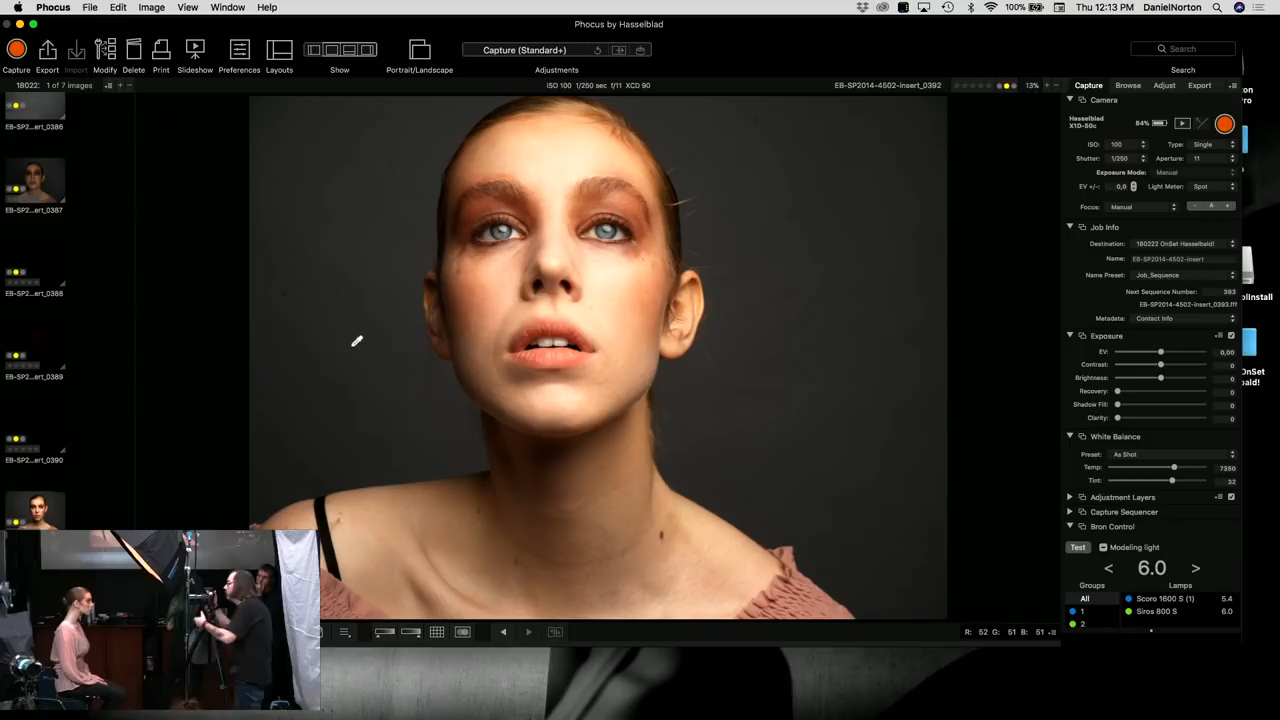 Phocus File Edit Image View Window Help 100% Thu 12:13 PM DanielNorton
Phocus by Hasselblad
Capture Export Import Modify Delete Print Slideshow Preferences Layouts Show Portrait/Landscape Capture (Standard+) Adjustments Search Search
18022: 1 of 7 images
ISO 100 1/250 sec f/11 XCD 90
EB-SP2014-4502-insert_0392
13%
Capture Browse Adjust Export
EB-SP2...ert_0386
EB-SP2...ert_0387
EB-SP2...ert_0388
EB-SP2...ert_0389
EB-SP2...ert_0390
Camera
Hasselblad
X1D-50c
84%
ISO: 100 Type: Single
Shutter: 1/250 Aperture: 11
Exposure Mode: Manual
EV +/-: 0,0 Light Meter: Spot
Focus: Manual - A +
Job Info
Destination: 180222 OnSet Hasselbald!
Name: EB-SP2014-4502-insert
Name Preset: Job_Sequence
Next Sequence Number: 393
EB-SP2014-4502-insert_0393.fff
Metadata: Contact Info
Exposure
EV: 0,00
Contrast: 0
Brightness: 0
Recovery: 0
Shadow Fill: 0
Clarity: 0
White Balance
Preset: As Shot
Temp: 7350
Tint: 32
Adjustment Layers
Capture Sequencer
Bron Control
Test Modeling light
< 6.0 >
Groups Lamps
All Scoro 1600 S (1) 5.4
1 Siros 800 S 6.0
2
R: 52 G: 51 B: 51
on
Pro
olInstall
OnSet
bald!